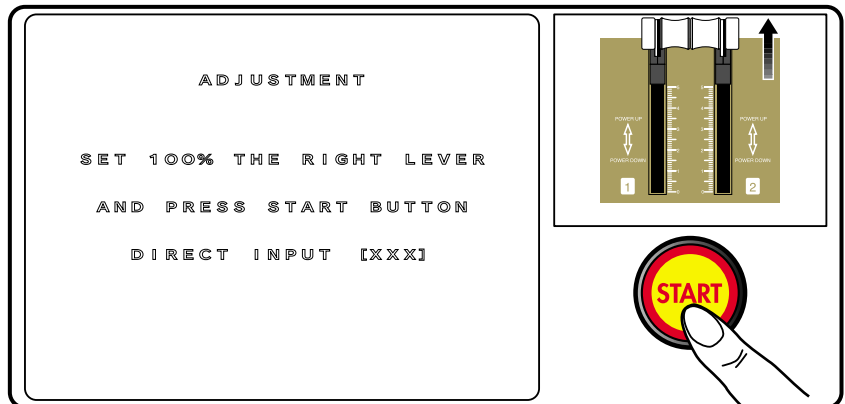 ADJUSTMENT
SET 100% THE RIGHT LEVER
AND PRESS START BUTTON
DIRECT INPUT [XXX]
POWER UP
POWER DOWN
1
POWER UP
POWER DOWN
2
START